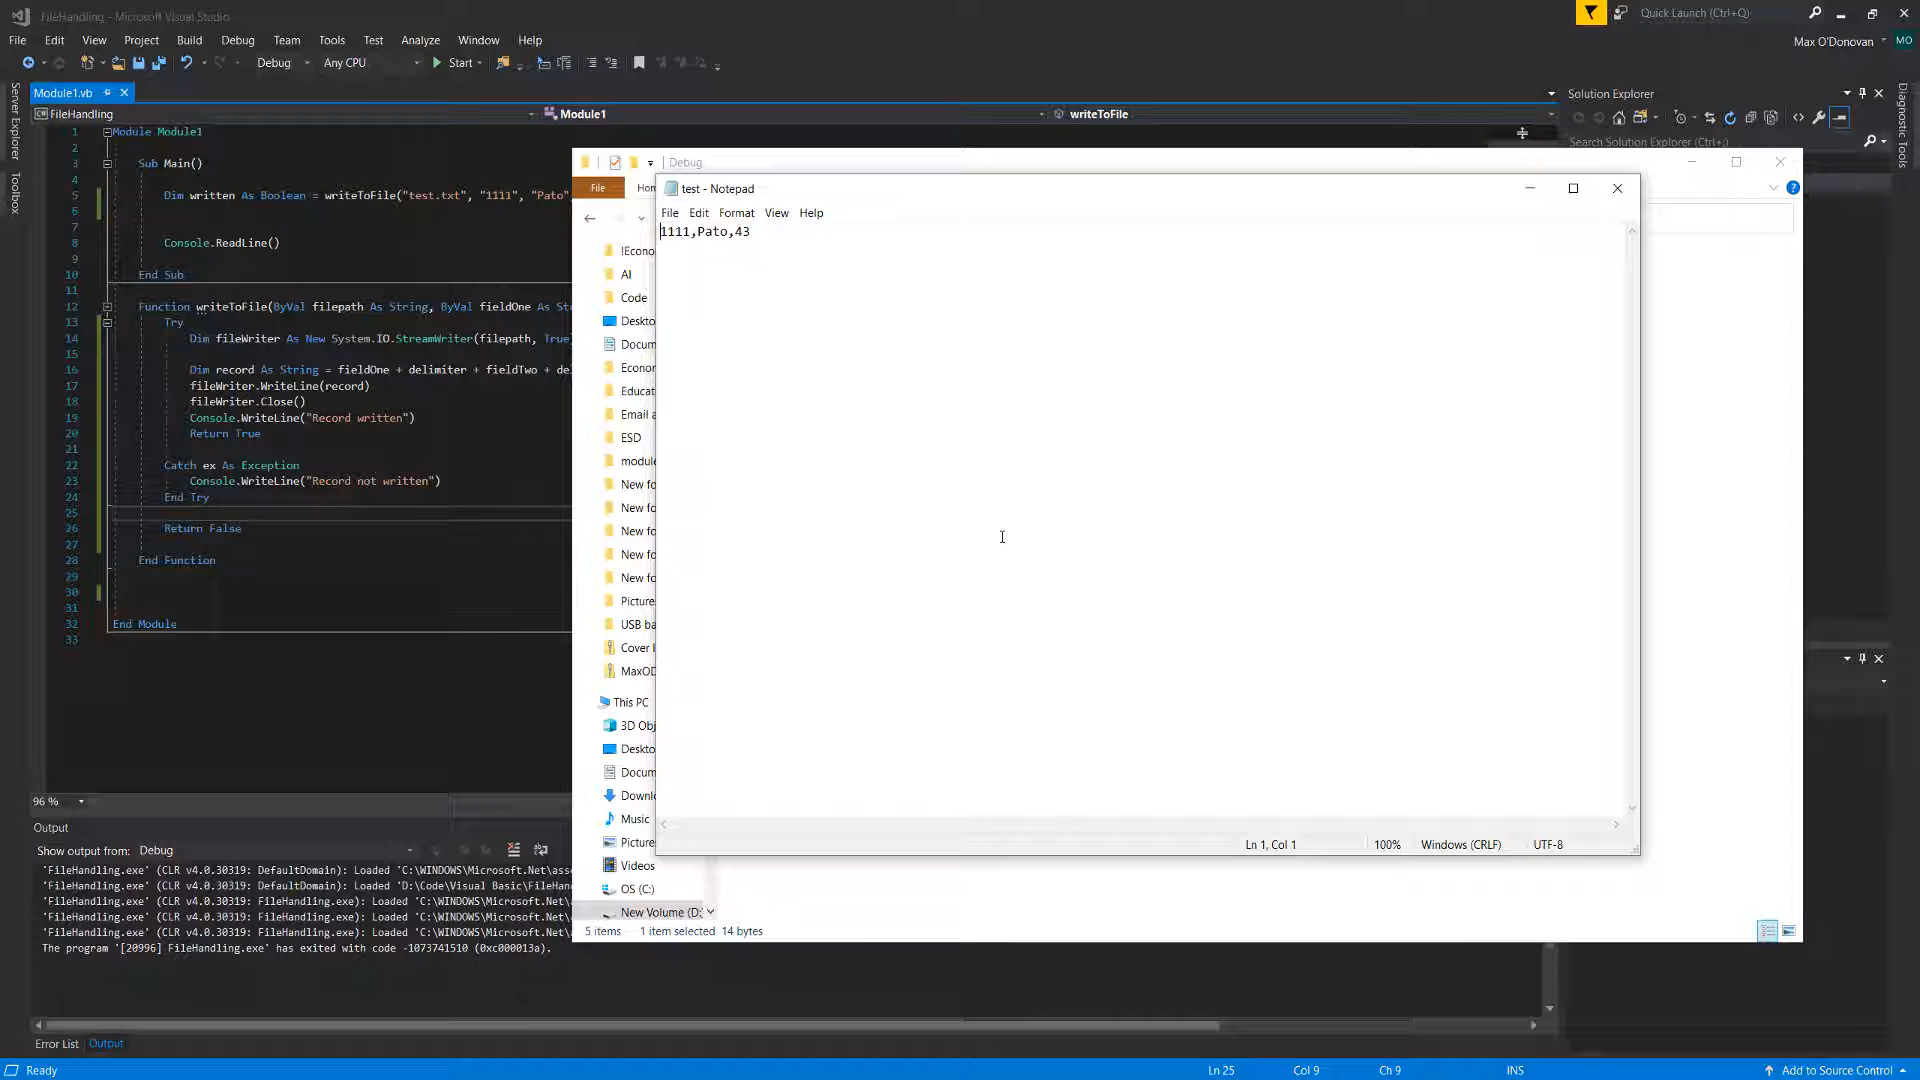 FileHandling - Microsoft Visual Studio
Quick Launch (Ctrl+Q)
File Edit View Project Build Debug Team Tools Test Analyze Window Help
Max O'Donovan
MO
Debug Any CPU Start
Server Explorer
Toolbox
Module1.vb
FileHandling
Module1
writeToFile
1 Module Module1
2
3 Sub Main()
4
5 Dim written As Boolean = writeToFile("test.txt", "1111", "Pato"
6
7
8 Console.ReadLine()
9
10 End Sub
11
12 Function writeToFile(ByVal filepath As String, ByVal fieldOne As St
13 Try
14 Dim fileWriter As New System.IO.StreamWriter(filepath, True
15
16 Dim record As String = fieldOne + delimiter + fieldTwo + de
17 fileWriter.WriteLine(record)
18 fileWriter.Close()
19 Console.WriteLine("Record written")
20 Return True
21
22 Catch ex As Exception
23 Console.WriteLine("Record not written")
24 End Try
25
26 Return False
27
28 End Function
29
30
31
32 End Module
33
96 %
Output
Show output from: Debug
'FileHandling.exe' (CLR v4.0.30319: DefaultDomain): Loaded 'C:\WINDOWS\Microsoft.Net\ass
'FileHandling.exe' (CLR v4.0.30319: DefaultDomain): Loaded 'D:\Code\Visual Basic\FileHan
'FileHandling.exe' (CLR v4.0.30319: FileHandling.exe): Loaded 'C:\WINDOWS\Microsoft.Net\
'FileHandling.exe' (CLR v4.0.30319: FileHandling.exe): Loaded 'C:\WINDOWS\Microsoft.Net\
'FileHandling.exe' (CLR v4.0.30319: FileHandling.exe): Loaded 'C:\WINDOWS\Microsoft.Net\
The program '[20996] FileHandling.exe' has exited with code -1073741510 (0xc000013a).
Error List Output
Ready
Ln 25 Col 9 Ch 9 INS
Add to Source Control
Solution Explorer
Search Solution Explorer (Ctrl+;)
Diagnostic Tools
Debug
File Hom
!Econo
AI
Code
Deskto
Docum
Econor
Educat
Email a
ESD
module
New fo
New fo
New fo
New fo
New fo
Picture
USB ba
Cover l
MaxOD
This PC
3D Obj
Deskto
Docum
Downlo
Music
Picture
Videos
OS (C:)
New Volume (D:
5 items 1 item selected 14 bytes
test - Notepad
File Edit Format View Help
1111,Pato,43
Ln 1, Col 1 100% Windows (CRLF) UTF-8